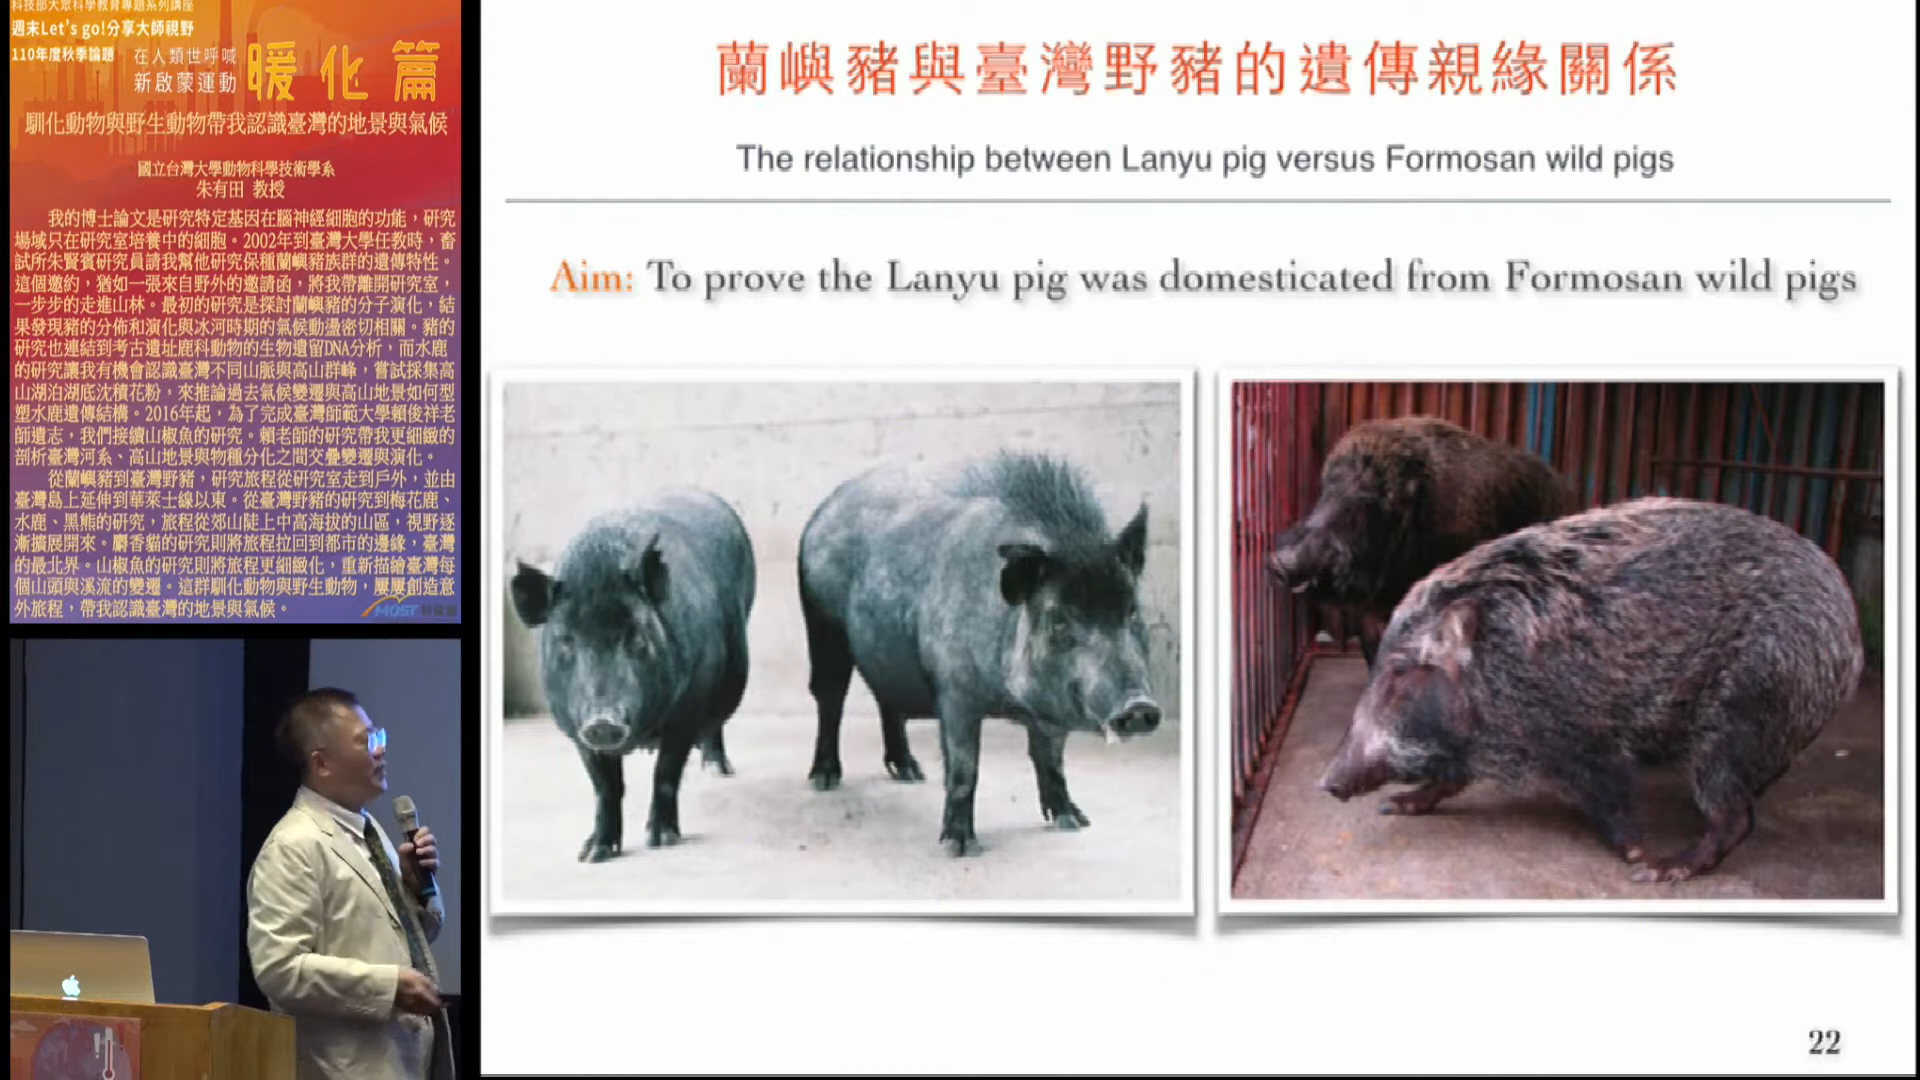 科技部大眾科學教育專題系列講座
週末Let's go!分享大師視野
110年度秋季論題
在人類世呼喊
新啟蒙運動
暖化篇
馴化動物與野生動物帶我認識臺灣的地景與氣候
國立台灣大學動物科學技術學系
朱有田 教授
我的博士論文是研究特定基因在腦神經細胞的功能，研究
場域只在研究室培養中的細胞。2002年到臺灣大學任教時，畜
試所朱賢賓研究員請我幫他研究保種蘭嶼豬族群的遺傳特性。
這個邀約，猶如一張來自野外的邀請函，將我帶離開研究室，
一步步的走進山林。最初的研究是探討蘭嶼豬的分子演化，結
果發現豬的分佈和演化與冰河時期的氣候動盪密切相關。豬的
研究也連結到考古遺址鹿科動物的生物遺留DNA分析，而水鹿
的研究讓我有機會認識臺灣不同山脈與高山群峰，嘗試採集高
山湖泊湖底沈積花粉，來推論過去氣候變遷與高山地景如何型
塑水鹿遺傳結構。2016年起，為了完成臺灣師範大學賴俊祥老
師遺志，我們接續山椒魚的研究。賴老師的研究帶我更細緻的
剖析臺灣河系、高山地景與物種分化之間交疊變遷與演化。
從蘭嶼豬到臺灣野豬，研究旅程從研究室走到戶外，並由
臺灣島上延伸到華萊士線以東。從臺灣野豬的研究到梅花鹿、
水鹿、黑熊的研究，旅程從郊山陡上中高海拔的山區，視野逐
漸擴展開來。麝香貓的研究則將旅程拉回到都市的邊緣，臺灣
的最北界。山椒魚的研究則將旅程更細緻化，重新描繪臺灣每
個山頭與溪流的變遷。這群馴化動物與野生動物，屢屢創造意
外旅程，帶我認識臺灣的地景與氣候。
MOST 科技部
蘭嶼豬與臺灣野豬的遺傳親緣關係
The relationship between Lanyu pig versus Formosan wild pigs
Aim: To prove the Lanyu pig was domesticated from Formosan wild pigs
22